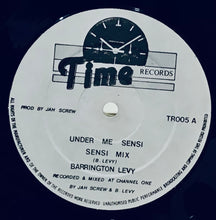 Time
RECORDS
PROD BY JAH SCREW
TR005 A
UNDER ME SENSI
SENSI MIX
(B. LEVY)
BARRINGTON LEVY
RECORDED & MIXED AT CHANNEL ONE
BY JAH SCREW & B. LEVY